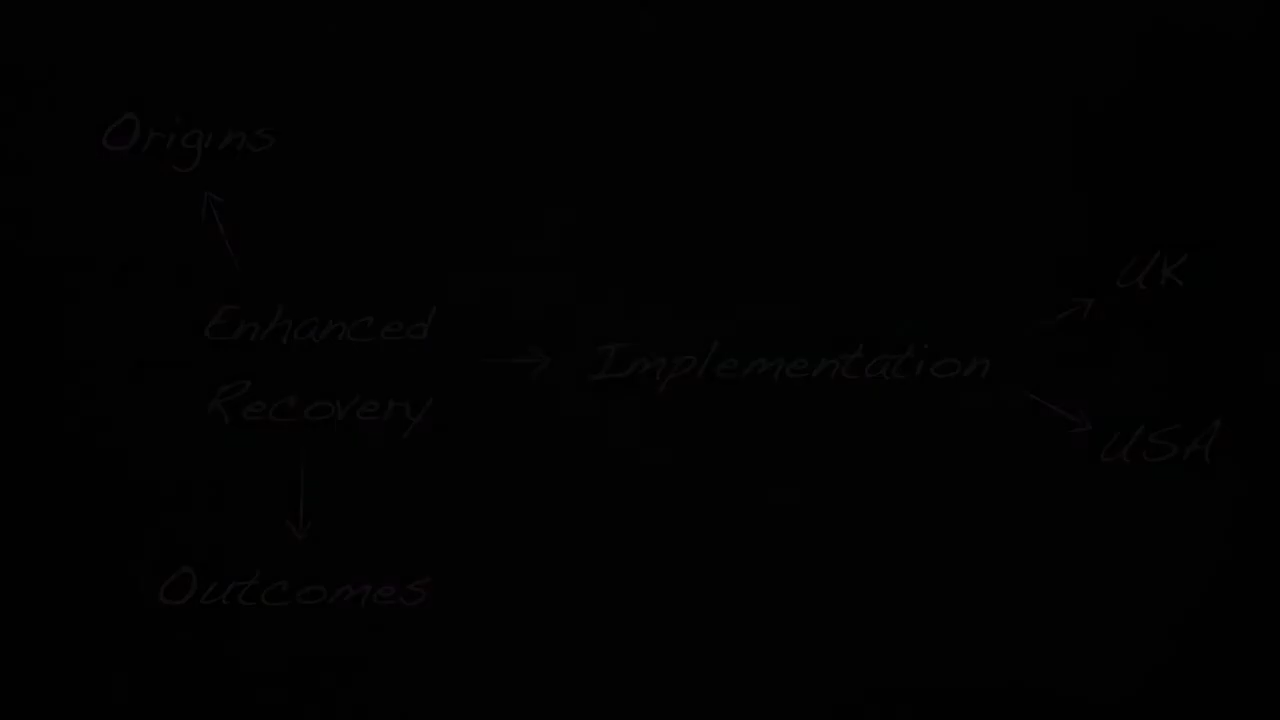 Origins
UK
Enhanced
Recovery
Implementation
USA
Outcomes